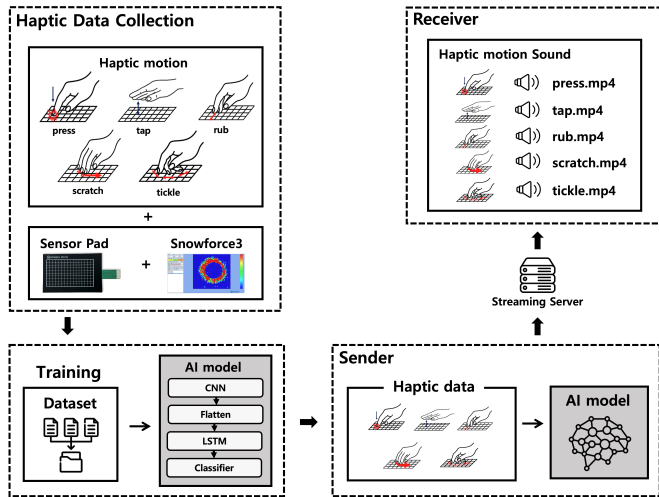 Haptic Data Collection
Haptic motion
press
tap
rub
scratch
tickle
+
Sensor Pad
+
Snowforce3
Training
Dataset
AI model
CNN
Flatten
LSTM
Classifier
Sender
Haptic data
AI model
Streaming Server
Receiver
Haptic motion Sound
press.mp4
tap.mp4
rub.mp4
scratch.mp4
tickle.mp4